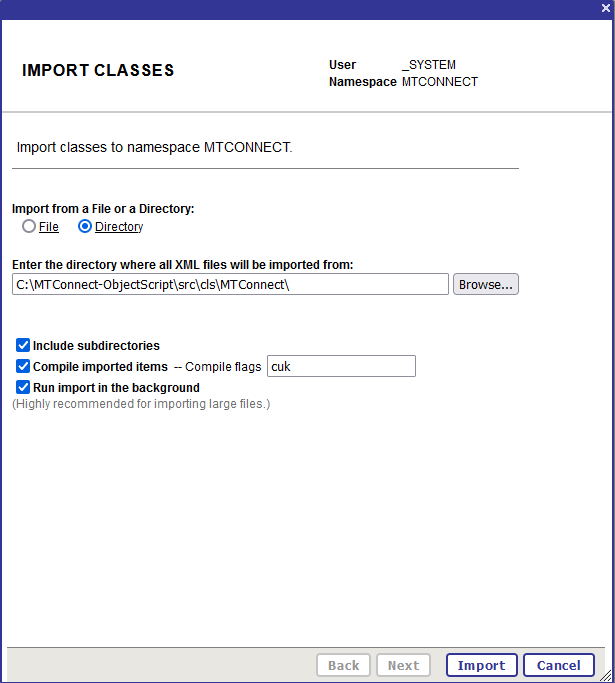 IMPORT CLASSES
User _SYSTEM
Namespace MTCONNECT
Import classes to namespace MTCONNECT.
Import from a File or a Directory:
File Directory
Enter the directory where all XML files will be imported from:
C:\MTConnect-ObjectScript\src\cls\MTConnect\ Browse...
Include subdirectories
Compile imported items -- Compile flags cuk
Run import in the background
(Highly recommended for importing large files.)
Back Next Import Cancel